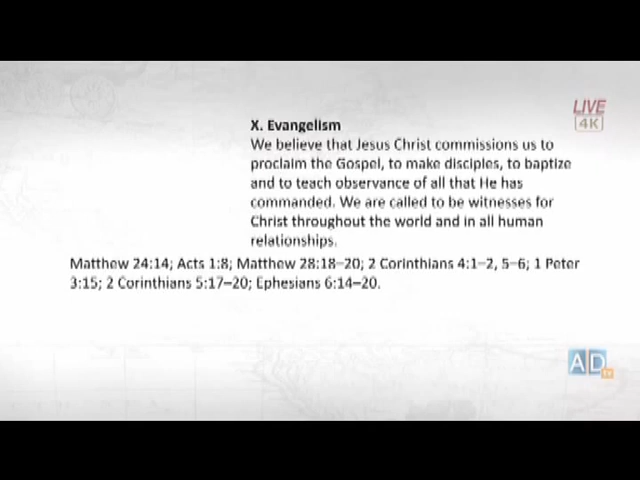 LIVE
4K
X. Evangelism
We believe that Jesus Christ commissions us to
proclaim the Gospel, to make disciples, to baptize
and to teach observance of all that He has
commanded. We are called to be witnesses for
Christ throughout the world and in all human
relationships.
Matthew 24:14; Acts 1:8; Matthew 28:18–20; 2 Corinthians 4:1–2, 5–6; 1 Peter
3:15; 2 Corinthians 5:17–20; Ephesians 6:14–20.
AD